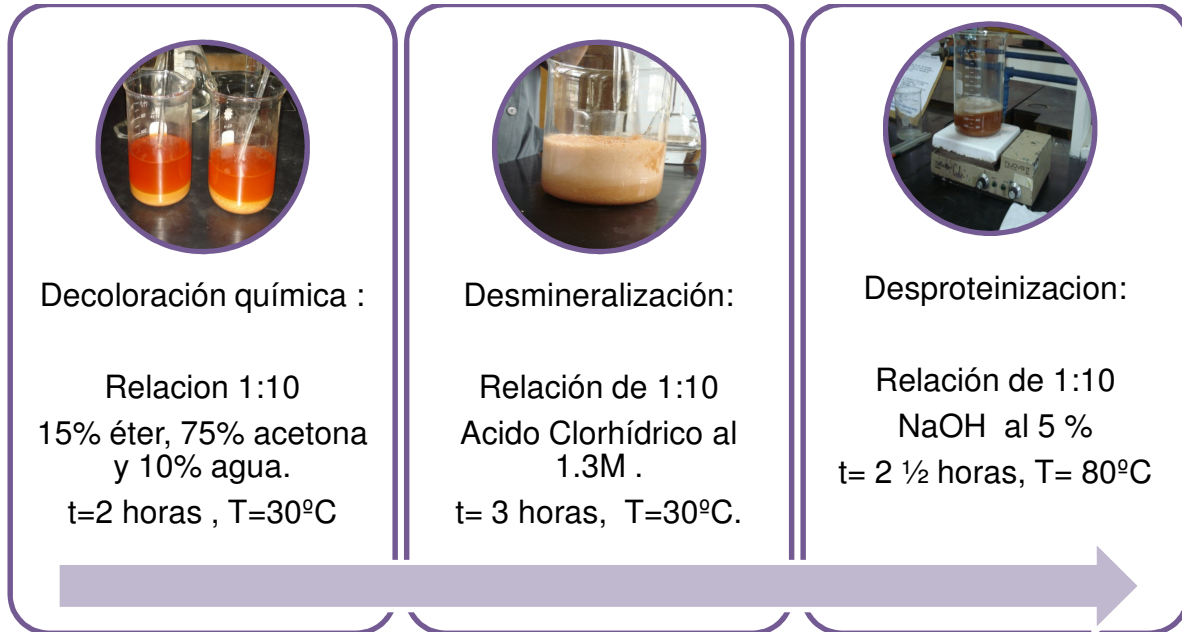 Decoloración química :
Relacion 1:10
15% éter, 75% acetona
y 10% agua.
t=2 horas , T=30ºC
Desmineralización:
Relación de 1:10
Acido Clorhídrico al
1.3M .
t= 3 horas, T=30ºC.
Desproteinizacion:
Relación de 1:10
NaOH al 5 %
t= 2 ½ horas, T= 80ºC